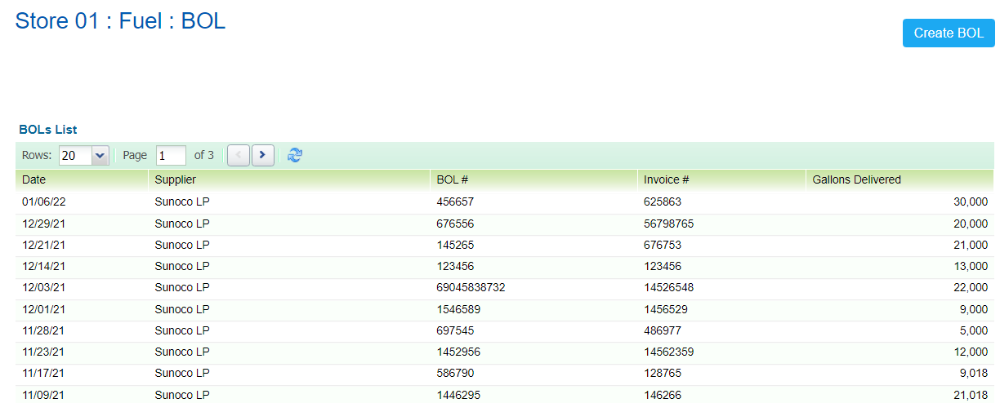 Store 01 : Fuel : BOL
Create BOL
BOLs List
Rows: 20 Page 1 of 3
Date Supplier BOL # Invoice # Gallons Delivered
01/06/22 Sunoco LP 456657 625863 30,000
12/29/21 Sunoco LP 676556 56798765 20,000
12/21/21 Sunoco LP 145265 676753 21,000
12/14/21 Sunoco LP 123456 123456 13,000
12/03/21 Sunoco LP 69045838732 14526548 22,000
12/01/21 Sunoco LP 1546589 1456529 9,000
11/28/21 Sunoco LP 697545 486977 5,000
11/23/21 Sunoco LP 1452956 14562359 12,000
11/17/21 Sunoco LP 586790 128765 9,018
11/09/21 Sunoco LP 1446295 146266 21,018